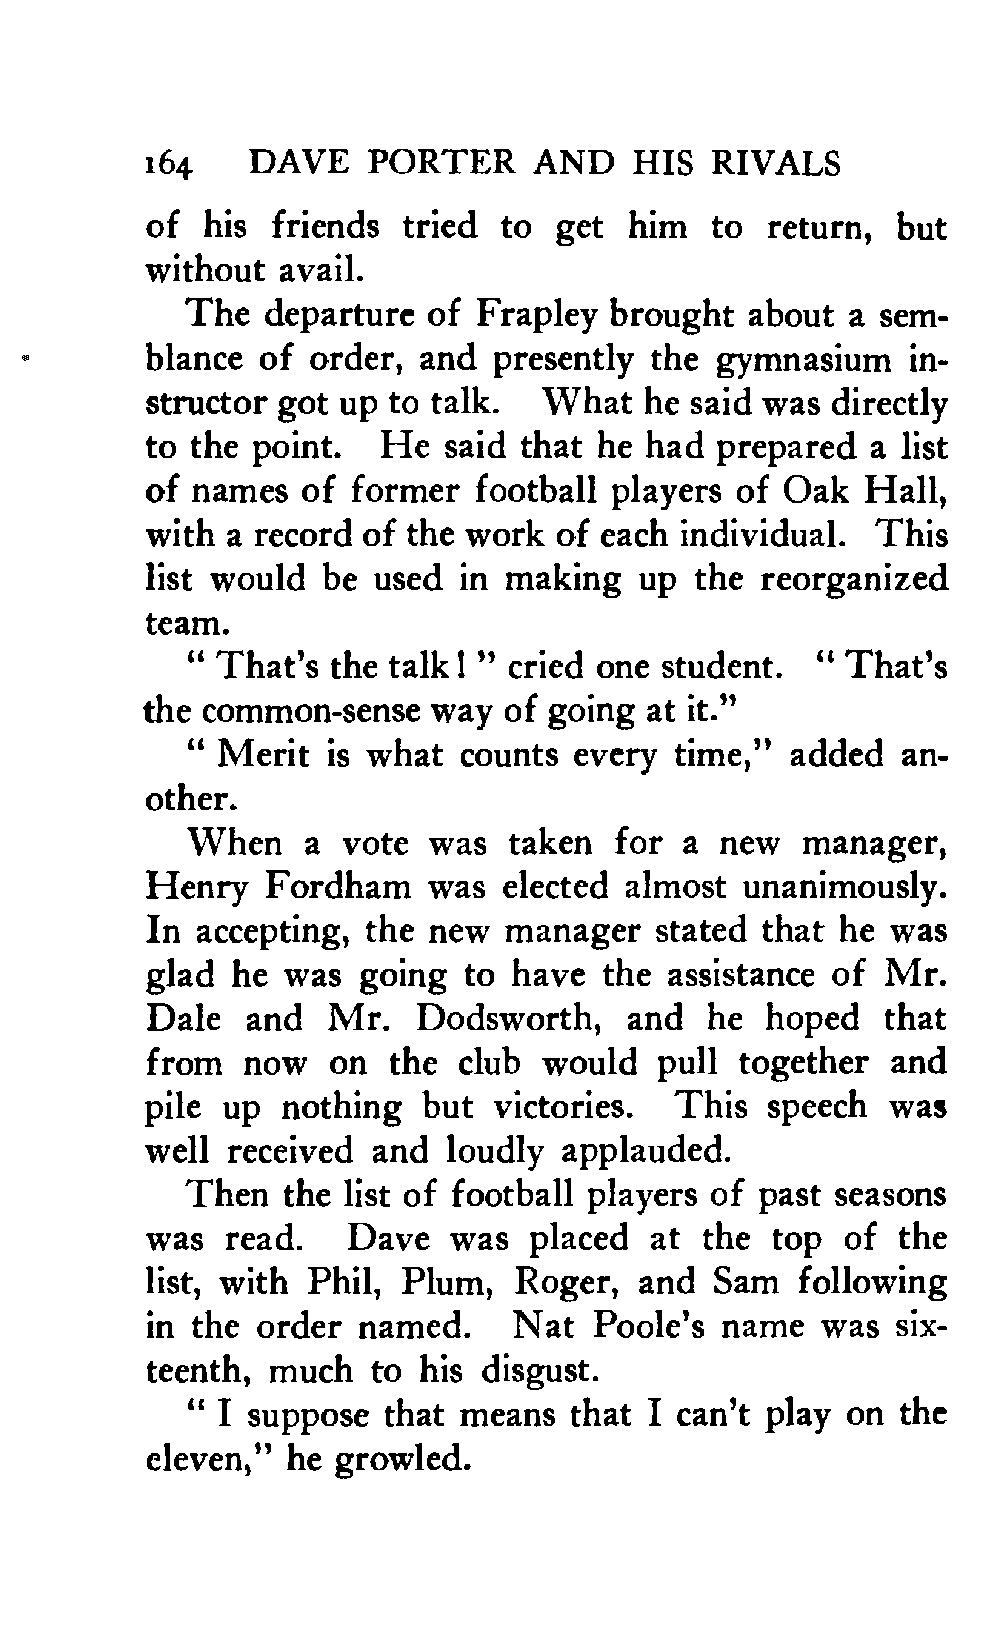 164 DAVE PORTER AND HIS RIVALS
of his friends tried to get him to return, but
without avail.
The departure of Frapley brought about a sem-
blance of order, and presently the gymnasium in-
structor got up to talk. What he said was directly
to the point. He said that he had prepared a list
of names of former football players of Oak Hall,
with a record of the work of each individual. This
list would be used in making up the reorganized
team.
" That's the talk! " cried one student. " That's
the common-sense way of going at it."
" Merit is what counts every time," added an-
other.
When a vote was taken for a new manager,
Henry Fordham was elected almost unanimously.
In accepting, the new manager stated that he was
glad he was going to have the assistance of Mr.
Dale and Mr. Dodsworth, and he hoped that
from now on the club would pull together and
pile up nothing but victories. This speech was
well received and loudly applauded.
Then the list of football players of past seasons
was read. Dave was placed at the top of the
list, with Phil, Plum, Roger, and Sam following
in the order named. Nat Poole's name was six-
teenth, much to his disgust.
" I suppose that means that I can't play on the
eleven," he growled.